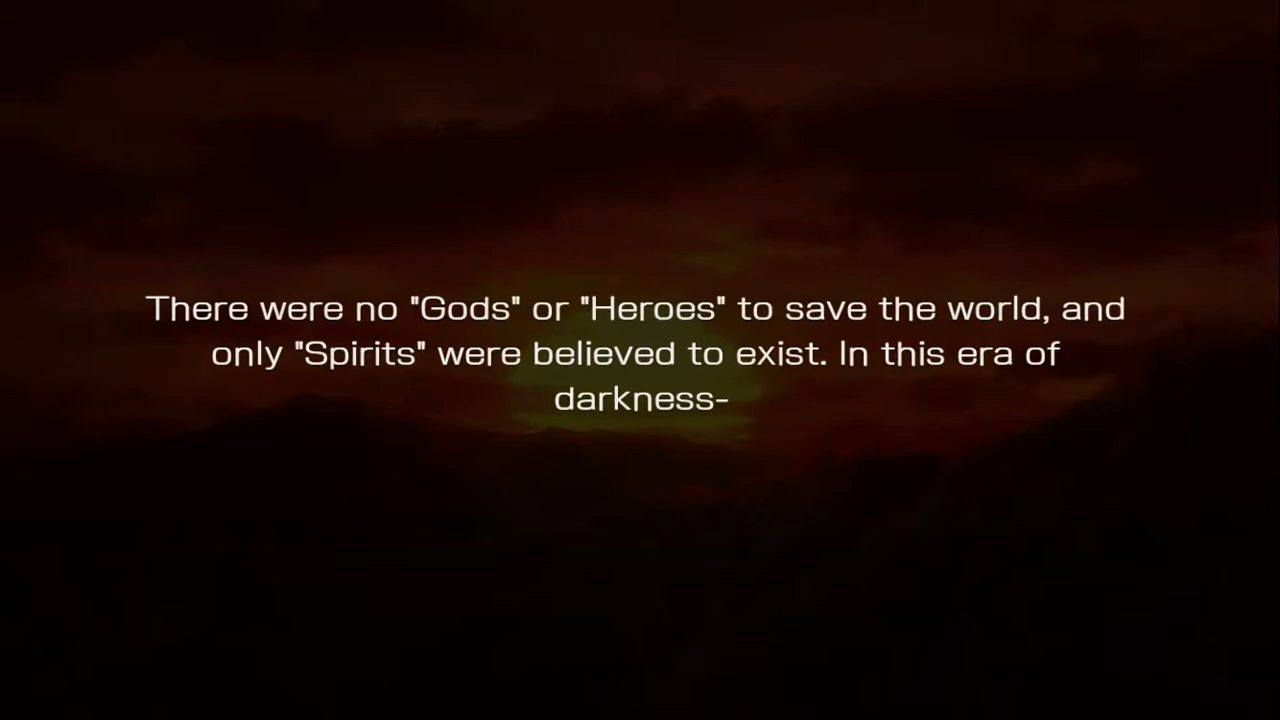 There were no "Gods" or "Heroes" to save the world, and
only "Spirits" were believed to exist. In this era of
darkness-